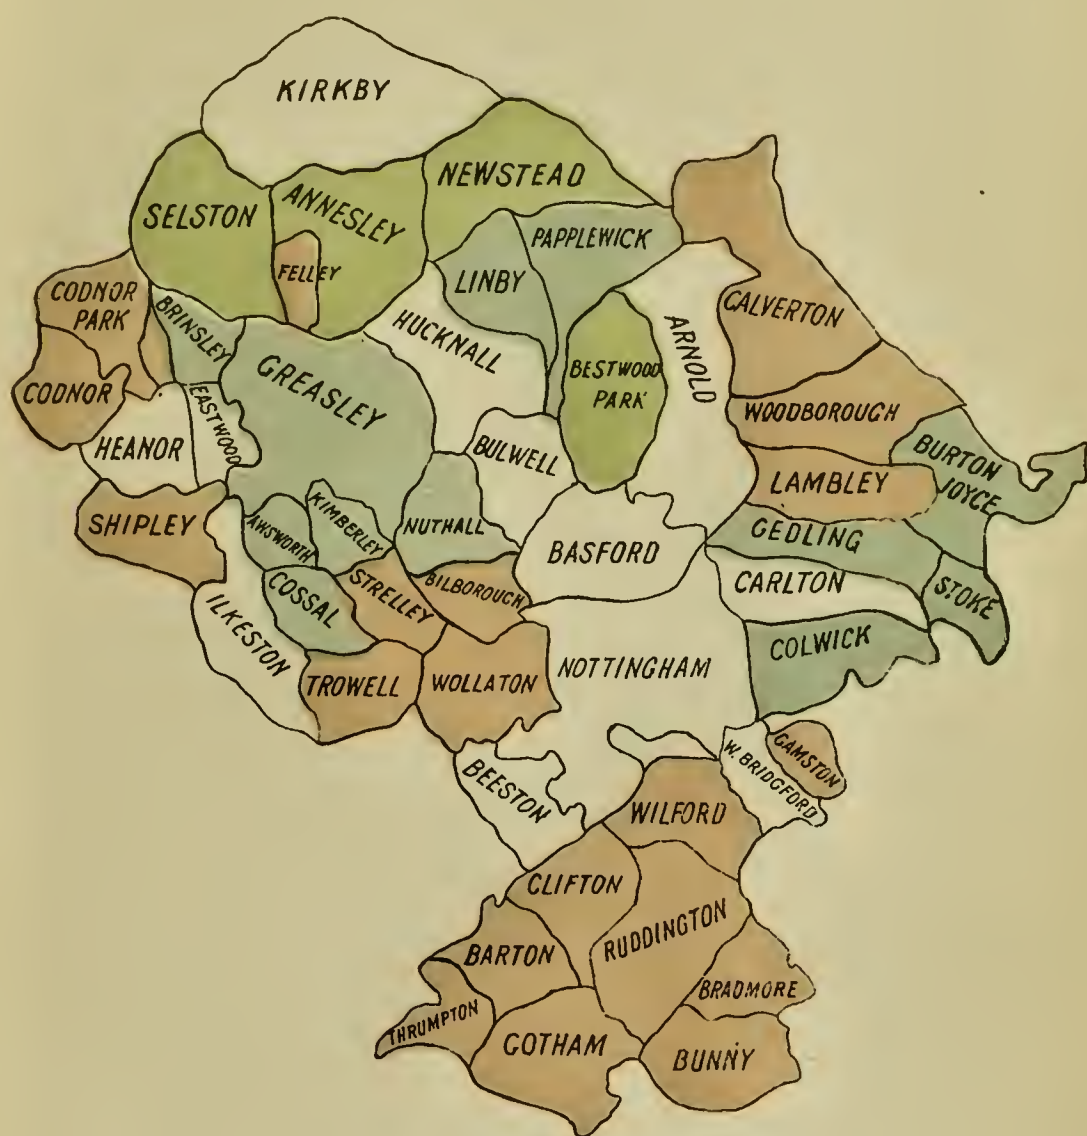 KIRKBY
NEWSTEAD
ANNESLEY
SELSTON
PAPPLEWICK
FELLEY
LINBY
CODNOR
PARK
BRINSLEY
HUCKNALL
CALVERTON
ARNOLD
GREASLEY
BESTWOOD
PARK
CODNOR
EASTWOOD
HEANOR
WOODBOROUGH
BULWELL
BURTON
JOYCE
LAMBLEY
SHIPLEY
AWSWORTH
KIMBERLEY
NUTHALL
GEDLING
BASFORD
STRELLEY
BILBOROUGH
CARLTON
STOKE
COSSAL
ILKESTON
COLWICK
NOTTINGHAM
TROWELL
WOLLATON
GAMSTON
W. BRIDGFORD
BEESTON
WILFORD
CLIFTON
RUDDINGTON
BARTON
BRADMORE
THRUMPTON
GOTHAM
BUNNY